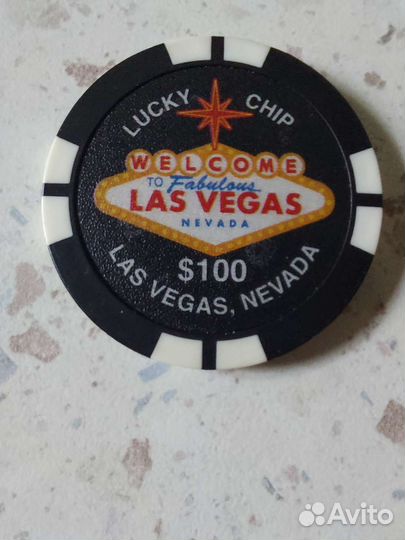 LUCKY CHIP
WELCOME
TO Fabulous
LAS VEGAS
NEVADA
$100
LAS VEGAS, NEVADA
Avito